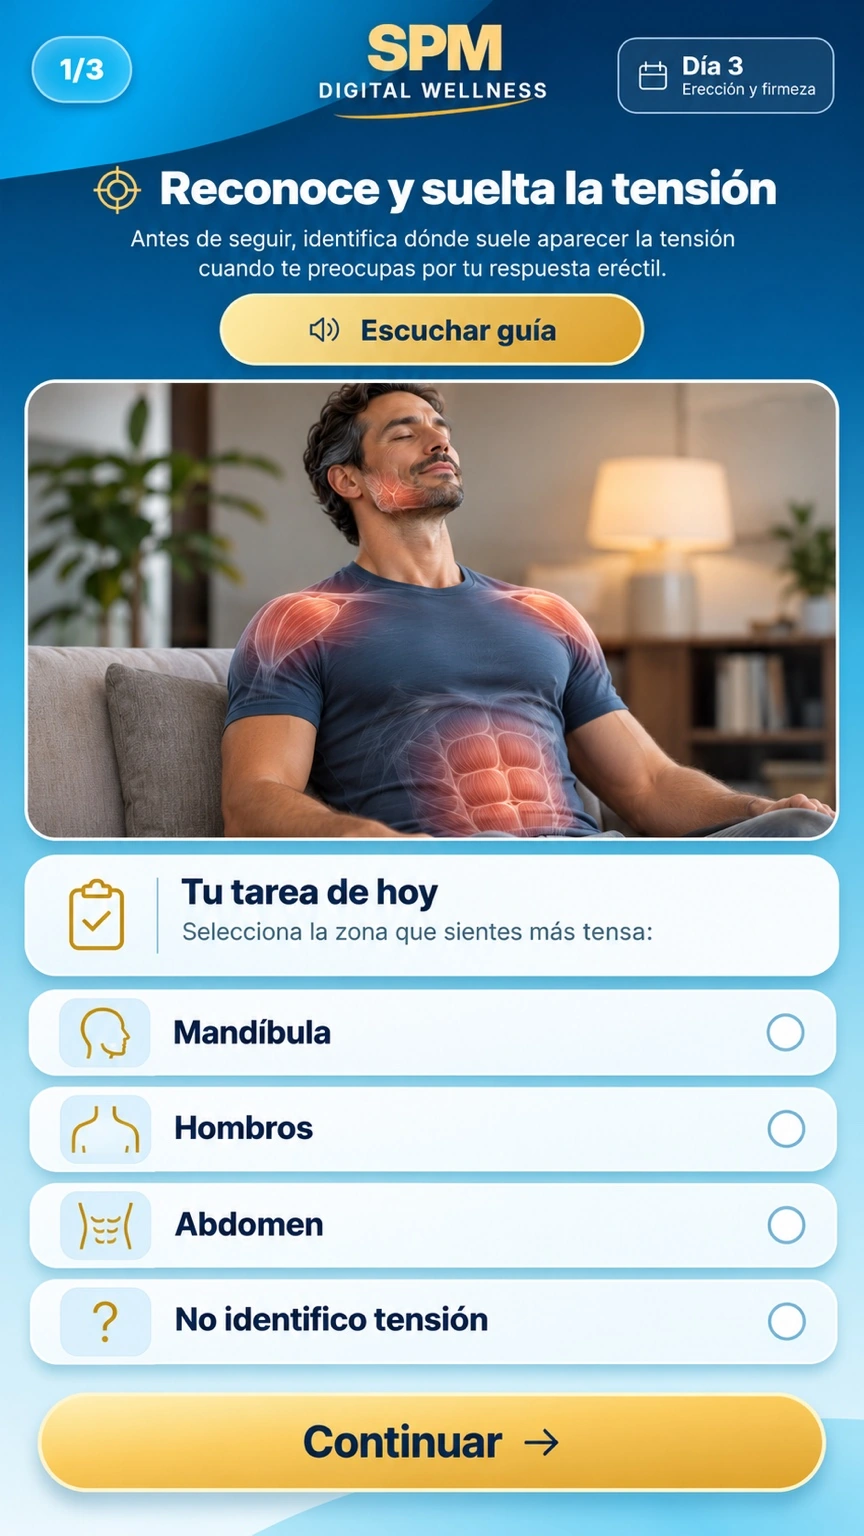 1/3
SPM
DIGITAL WELLNESS
Día 3
Erección y firmeza
Reconoce y suelta la tensión
Antes de seguir, identifica dónde suele aparecer la tensión
cuando te preocupas por tu respuesta eréctil.
Escuchar guía
Tu tarea de hoy
Selecciona la zona que sientes más tensa:
Mandíbula
Hombros
Abdomen
? No identifico tensión
Continuar →